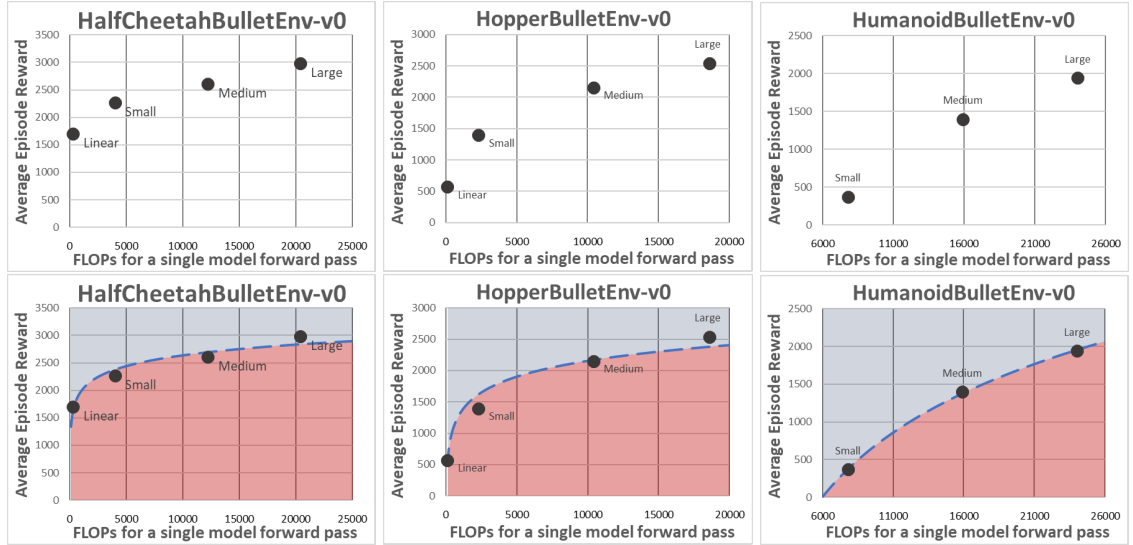 HalfCheetahBulletEnv-v0
Average Episode Reward
3500
3000
2500
2000
1500
1000
500
0
Linear
Small
Medium
Large
0 5000 10000 15000 20000 25000
FLOPs for a single model forward pass
HopperBulletEnv-v0
Average Episode Reward
3000
2500
2000
1500
1000
500
0
Linear
Small
Medium
Large
0 5000 10000 15000 20000
FLOPs for a single model forward pass
HumanoidBulletEnv-v0
Average Episode Reward
2500
2000
1500
1000
500
0
Small
Medium
Large
6000 11000 16000 21000 26000
FLOPs for a single model forward pass
HalfCheetahBulletEnv-v0
Average Episode Reward
3500
3000
2500
2000
1500
1000
500
0
Linear
Small
Medium
Large
0 5000 10000 15000 20000 25000
FLOPs for a single model forward pass
HopperBulletEnv-v0
Average Episode Reward
3000
2500
2000
1500
1000
500
0
Linear
Small
Medium
Large
0 5000 10000 15000 20000
FLOPs for a single model forward pass
HumanoidBulletEnv-v0
Average Episode Reward
2500
2000
1500
1000
500
0
Small
Medium
Large
6000 11000 16000 21000 26000
FLOPs for a single model forward pass